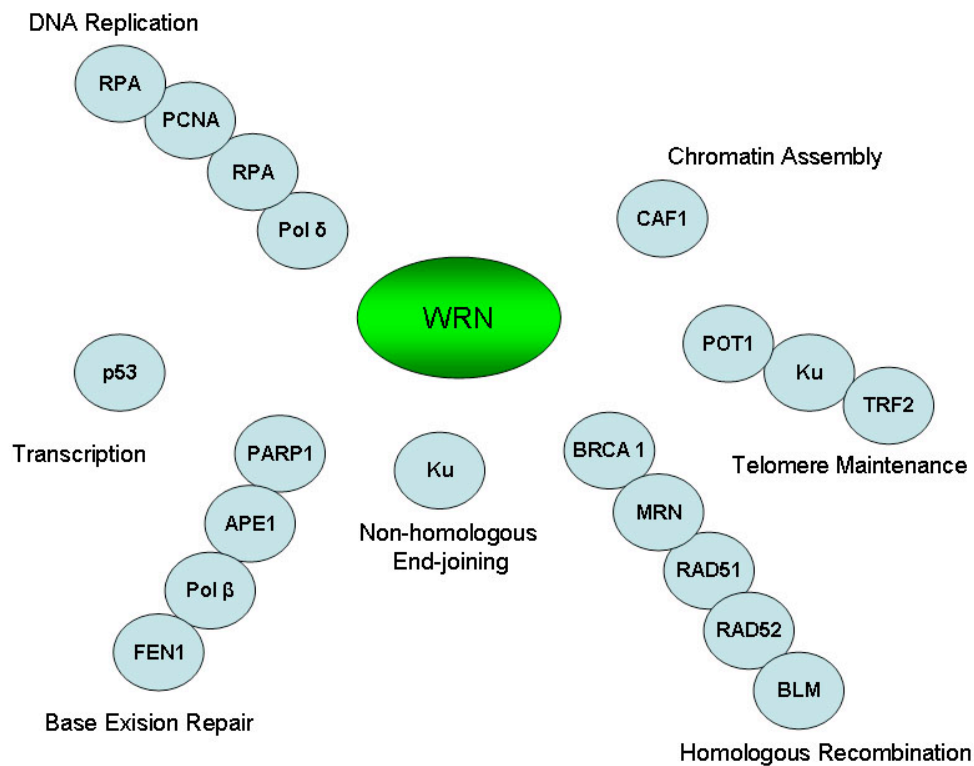 DNA Replication
RPA
PCNA
RPA
Pol δ
Chromatin Assembly
CAF1
WRN
POT1
Ku
TRF2
Telomere Maintenance
p53
Transcription
PARP1
APE1
Pol β
FEN1
Base Exision Repair
Ku
Non-homologous
End-joining
BRCA 1
MRN
RAD51
RAD52
BLM
Homologous Recombination